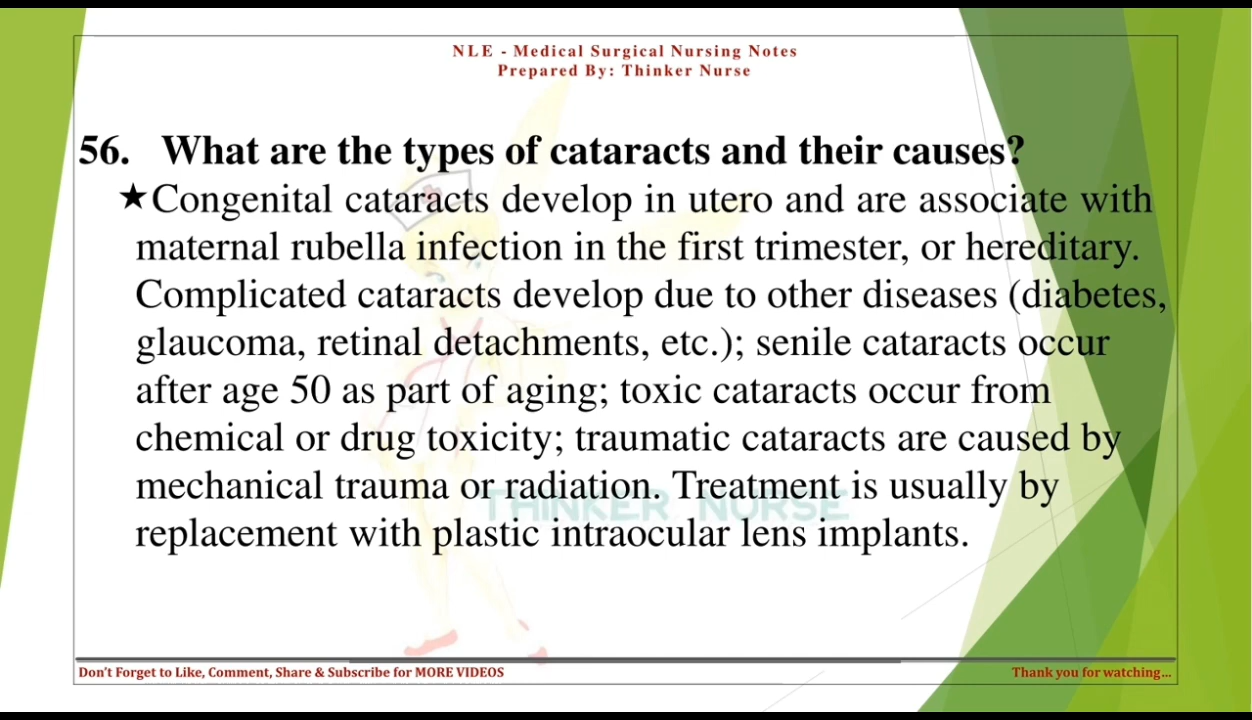 NLE - Medical Surgical Nursing Notes
Prepared By: Thinker Nurse
56. What are the types of cataracts and their causes?
★Congenital cataracts develop in utero and are associate with
maternal rubella infection in the first trimester, or hereditary.
Complicated cataracts develop due to other diseases (diabetes,
glaucoma, retinal detachments, etc.); senile cataracts occur
after age 50 as part of aging; toxic cataracts occur from
chemical or drug toxicity; traumatic cataracts are caused by
mechanical trauma or radiation. Treatment is usually by
THINKER NURSE
replacement with plastic intraocular lens implants.
Don't Forget to Like, Comment, Share & Subscribe for MORE VIDEOS
Thank you for watching...